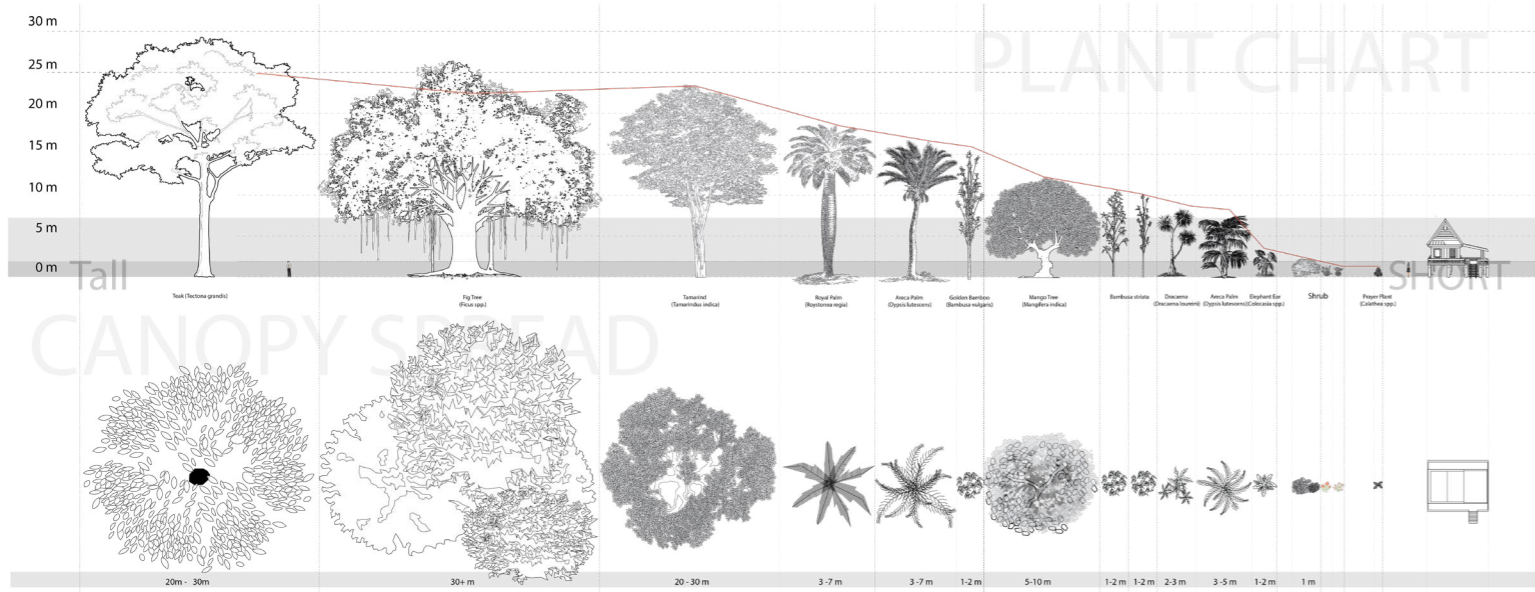 30 m
PLANT CHART
25 m
20 m
15 m
10 m
5 m
0 m
Tall
SHORT
Teak (Tectona grandis)
Fig Tree
(Ficus spp.)
Tamarind
(Tamarindus indica)
Royal Palm
(Roystonea regia)
Areca Palm
(Dypsis lutescens)
Goldon Bamboo
(Bambusa vulgaris)
Mango Tree
(Mangifera indica)
Bambusa striata
Dracaena
(Dracaena loureirii)
Areca Palm
(Dypsis lutescens)
Elephant Ear
(Colocasia spp.)
Shrub
Prayer Plant
(Calathea spp.)
CANOPY SPREAD
20m - 30m
30+ m
20 - 30 m
3 -7 m
3 -7 m
1-2 m
5-10 m
1-2 m
1-2 m
2-3 m
3 -5 m
1-2 m
1 m